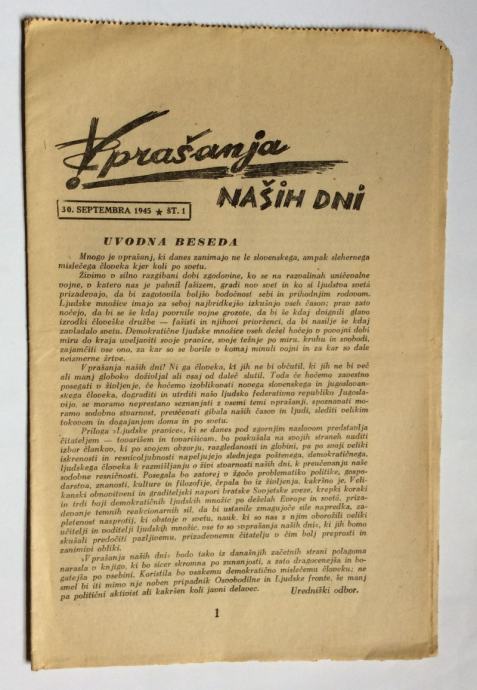 Vprašanja
NAŠIH DNI
30. SEPTEMBRA 1945 ★ ŠT. 1
UVODNA BESEDA
Mnogo je vprašanj, ki danes zanimajo ne le slovenskega, ampak slehernega
mislečega človeka kjer koli po svetu.
Živimo v silno razgibani dobi zgodovine, ko se na razvalinah uničevalne
vojne, v katero nas je pahnil fašizem, gradi nov svet in ko si ljudstva sveta
prizadevajo, da bi zagotovila boljšo bodočnost sebi in prihodnjim rodovom.
Ljudske množice imajo za seboj najbridkejšo izkušnjo vseh časov; prav zato
nočejo, da bi se še kdaj povrnile vojne grozote, da bi še kdaj dvignili glavo
izrodki človeške družbe — fašisti in njihovi privrženci, da bi nasilje še kdaj
zavladalo svetu. Demokratične ljudske množice vseh dežel hočejo v povojni dobi
miru do kraja uveljaviti svoje pravice, svoje težnje po miru, kruhu in svobodi,
zajamčiti vse ono, za kar so se borile v komaj minuli vojni in za kar so dale
neizmerne žrtve.
Vprašanja naših dni! Ni ga človeka, ki jih ne bi občutil, ki jih ne bi več
ali manj globoko doživljal ali vsaj od daleč slutil. Toda če hočemo zavestno
posegati v življenje, če hočemo izoblikovati novega slovenskega in jugoslovan-
skega človeka, dograditi in utrditi našo ljudsko federativno republiko Jugosla-
vijo, se moramo neprestano seznanjati z vsemi temi vprašanji, spoznavati mo-
ramo sodobno stvarnost, preučevati gibala naših časov in ljudi, slediti velikim
tokovom in dogajanjem doma in po svetu.
Priloga »Ljudske pravice«, ki se danes pod zgornjim naslovom predstavlja
čitateljem — tovarišem in tovarišicam, bo poskušala na svojih straneh nuditi
izbor člankov, ki po svojem obzorju, razgledanosti in globini, pa po svoji veliki
iskrenosti in resnicoljubnosti napeljujejo slednjega poštenega, demokratičnega,
ljudskega človeka k razmišljanju o živi stvarnosti naših dni, k preučevanju naše
sodobne resničnosti. Posegala bo zatorej v žgočo problematiko politike, gospo-
darstva, znanosti, kulture in filozofije, črpala bo iz življenja, kakršno je. Veli-
kanski obnovitveni in graditeljski napori bratske Sovjetske zveze, krepki koraki
in trdi boji demokratičnih ljudskih množic po deželah Evrope in sveta, priza-
devanje temnih reakcionarnih sil, da bi ustavile zmagujoče sile napredka, za-
pletenost nasprotij, ki obstoje v svetu, nauk, ki so nas z njim oborožili veliki
učitelji in voditelji ljudskih množic, vse to so »vprašanja naših dni«, ki jih bomo
skušali predočiti pazljivemu, prizadevnemu čitatelju v čim bolj preprosti in
zanimivi obliki.
»Vprašanja naših dni« bodo tako iz današnjih začetnih strani polagoma
narasla v knjigo, ki bo sicer skromna po zunanjosti, a zato dragocenejša in bo-
gatejša po vsebini. Koristila bo vsakemu demokratično mislečemu človeku; ne
smel bi iti mimo nje noben pripadnik Osvobodilne in Ljudske fronte, še manj
pa politični aktivist ali kakršen koli javni delavec.
Uredniški odbor.
1